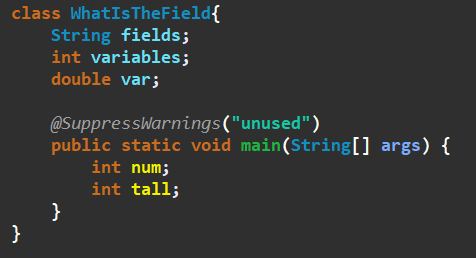 class WhatIsTheField{
String fields;
int variables;
double var;
@SuppressWarnings("unused")
public static void main(String[] args) {
int num;
int tall;
}
}